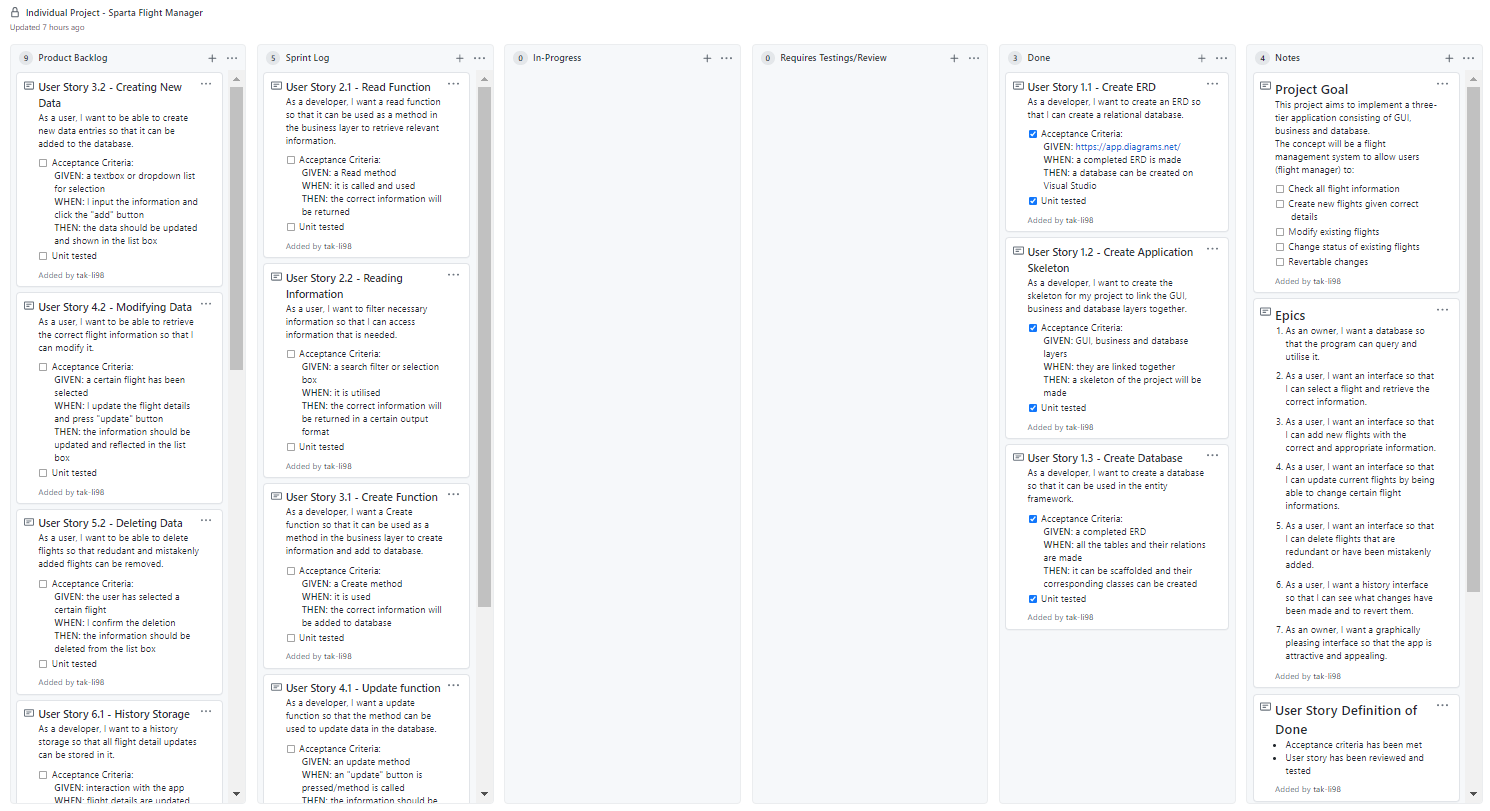 Individual Project - Sparta Flight Manager
Updated 7 hours ago
9 Product Backlog
User Story 3.2 - Creating New
Data
As a user, I want to be able to create
new data entries so that it can be
added to the database.
Acceptance Criteria:
GIVEN: a textbox or dropdown list
for selection
WHEN: I input the information and
click the "add" button
THEN: the data should be updated
and shown in the list box
Unit tested
Added by tak-li98
User Story 4.2 - Modifying Data
As a user, I want to be able to retrieve
the correct flight information so that I
can modify it.
Acceptance Criteria:
GIVEN: a certain flight has been
selected
WHEN: I update the flight details
and press "update" button
THEN: the information should be
updated and reflected in the list
box
Unit tested
Added by tak-li98
User Story 5.2 - Deleting Data
As a user, I want to be able to delete
flights so that redudant and mistakenly
added flights can be removed.
Acceptance Criteria:
GIVEN: the user has selected a
certain flight
WHEN: I confirm the deletion
THEN: the information should be
deleted from the list box
Unit tested
Added by tak-li98
User Story 6.1 - History Storage
As a developer, I want to a history
storage so that all flight detail updates
can be stored in it.
Acceptance Criteria:
GIVEN: interaction with the app
WHEN: flight details are updated
5 Sprint Log
User Story 2.1 - Read Function
As a developer, I want a read function
so that it can be used as a method in
the business layer to retrieve relevant
information.
Acceptance Criteria:
GIVEN: a Read method
WHEN: it is called and used
THEN: the correct information will
be returned
Unit tested
Added by tak-li98
User Story 2.2 - Reading
Information
As a user, I want to filter necessary
information so that I can access
information that is needed.
Acceptance Criteria:
GIVEN: a search filter or selection
box
WHEN: it is utilised
THEN: the correct information will
be returned in a certain output
format
Unit tested
Added by tak-li98
User Story 3.1 - Create Function
As a developer, I want a Create
function so that it can be used as a
method in the business layer to create
information and add to database.
Acceptance Criteria:
GIVEN: a Create method
WHEN: it is used
THEN: the correct information will
be added to database
Unit tested
Added by tak-li98
User Story 4.1 - Update function
As a developer, I want a update
function so that the method can be
used to update data in the database.
Acceptance Criteria:
GIVEN: an update method
WHEN: an "update" button is
pressed/method is called
THEN: the information should be
0 In-Progress
0 Requires Testings/Review
3 Done
User Story 1.1 - Create ERD
As a developer, I want to create an ERD so
that I can create a relational database.
Acceptance Criteria:
GIVEN: https://app.diagrams.net/
WHEN: a completed ERD is made
THEN: a database can be created on
Visual Studio
Unit tested
Added by tak-li98
User Story 1.2 - Create Application
Skeleton
As a developer, I want to create the
skeleton for my project to link the GUI,
business and database layers together.
Acceptance Criteria:
GIVEN: GUI, business and database
layers
WHEN: they are linked together
THEN: a skeleton of the project will be
made
Unit tested
Added by tak-li98
User Story 1.3 - Create Database
As a developer, I want to create a database
so that it can be used in the entity
framework.
Acceptance Criteria:
GIVEN: a completed ERD
WHEN: all the tables and their relations
are made
THEN: it can be scaffolded and their
corresponding classes can be created
Unit tested
Added by tak-li98
4 Notes
Project Goal
This project aims to implement a three-
tier application consisting of GUI,
business and database.
The concept will be a flight
management system to allow users
(flight manager) to:
Check all flight information
Create new flights given correct
details
Modify existing flights
Change status of existing flights
Revertable changes
Added by tak-li98
Epics
1. As an owner, I want a database so
that the program can query and
utilise it.
2. As a user, I want an interface so that
I can select a flight and retrieve the
correct information.
3. As a user, I want an interface so that
I can add new flights with the
correct and appropriate information.
4. As a user, I want an interface so that
I can update current flights by being
able to change certain flight
informations.
5. As a user, I want an interface so that
I can delete flights that are
redundant or have been mistakenly
added.
6. As a user, I want a history interface
so that I can see what changes have
been made and to revert them.
7. As an owner, I want a graphically
pleasing interface so that the app is
attractive and appealing.
Added by tak-li98
User Story Definition of
Done
Acceptance criteria has been met
User story has been reviewed and
tested
Added by tak-li98